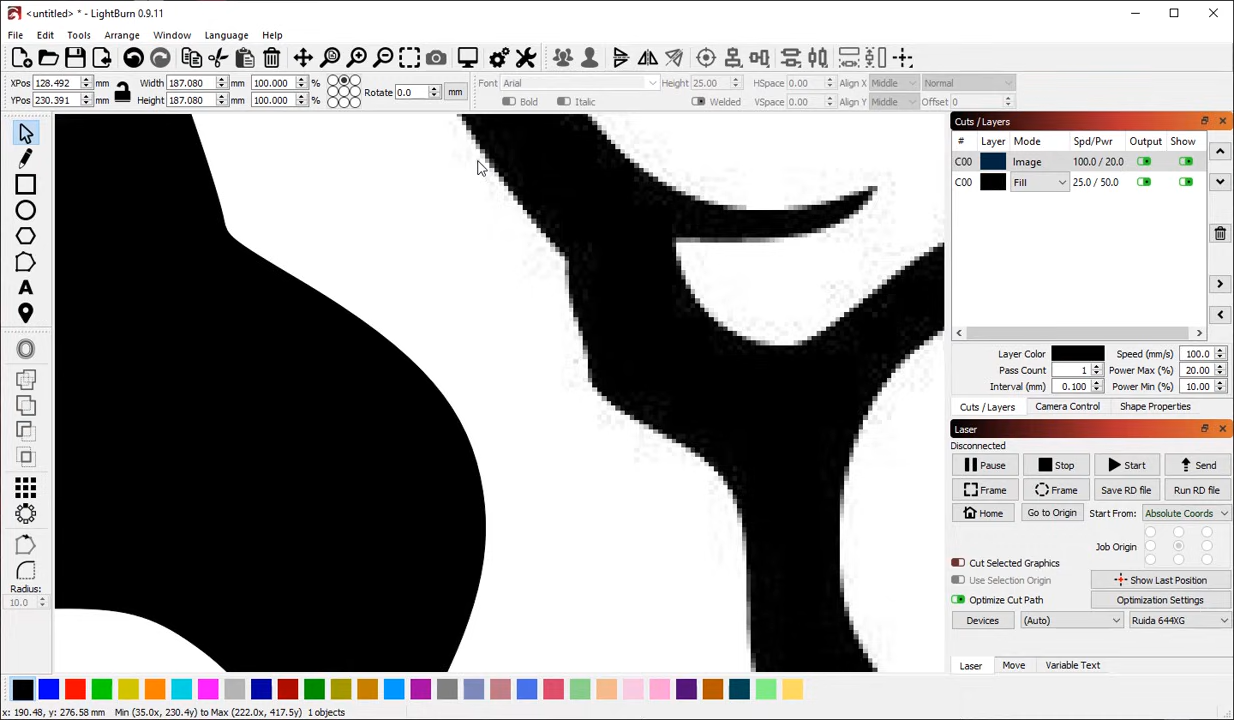 <untitled> * - LightBurn 0.9.11
File Edit Tools Arrange Window Language Help
XPos 128.492 mm Width 187.080 mm 100.000 %
YPos 230.391 mm Height 187.080 mm 100.000 %
Rotate 0.0 mm
Font Arial Height 25.00 HSpace 0.00 Align X Middle Normal
Bold Italic Welded VSpace 0.00 Align Y Middle Offset 0
Cuts / Layers
# Layer Mode Spd/Pwr Output Show
C00 Image 100.0 / 20.0
C00 Fill 25.0 / 50.0
Layer Color Speed (mm/s) 100.0
Pass Count 1 Power Max (%) 20.00
Interval (mm) 0.100 Power Min (%) 10.00
Cuts / Layers Camera Control Shape Properties
Laser
Disconnected
Pause Stop Start Send
Frame Frame Save RD file Run RD file
Home Go to Origin Start From: Absolute Coords
Job Origin
Cut Selected Graphics
Use Selection Origin Show Last Position
Optimize Cut Path Optimization Settings
Devices (Auto) Ruida 644XG
Laser Move Variable Text
A
Radius:
10.0
x: 190.48, y: 276.58 mm Min (35.0x, 230.4y) to Max (222.0x, 417.5y) 1 objects